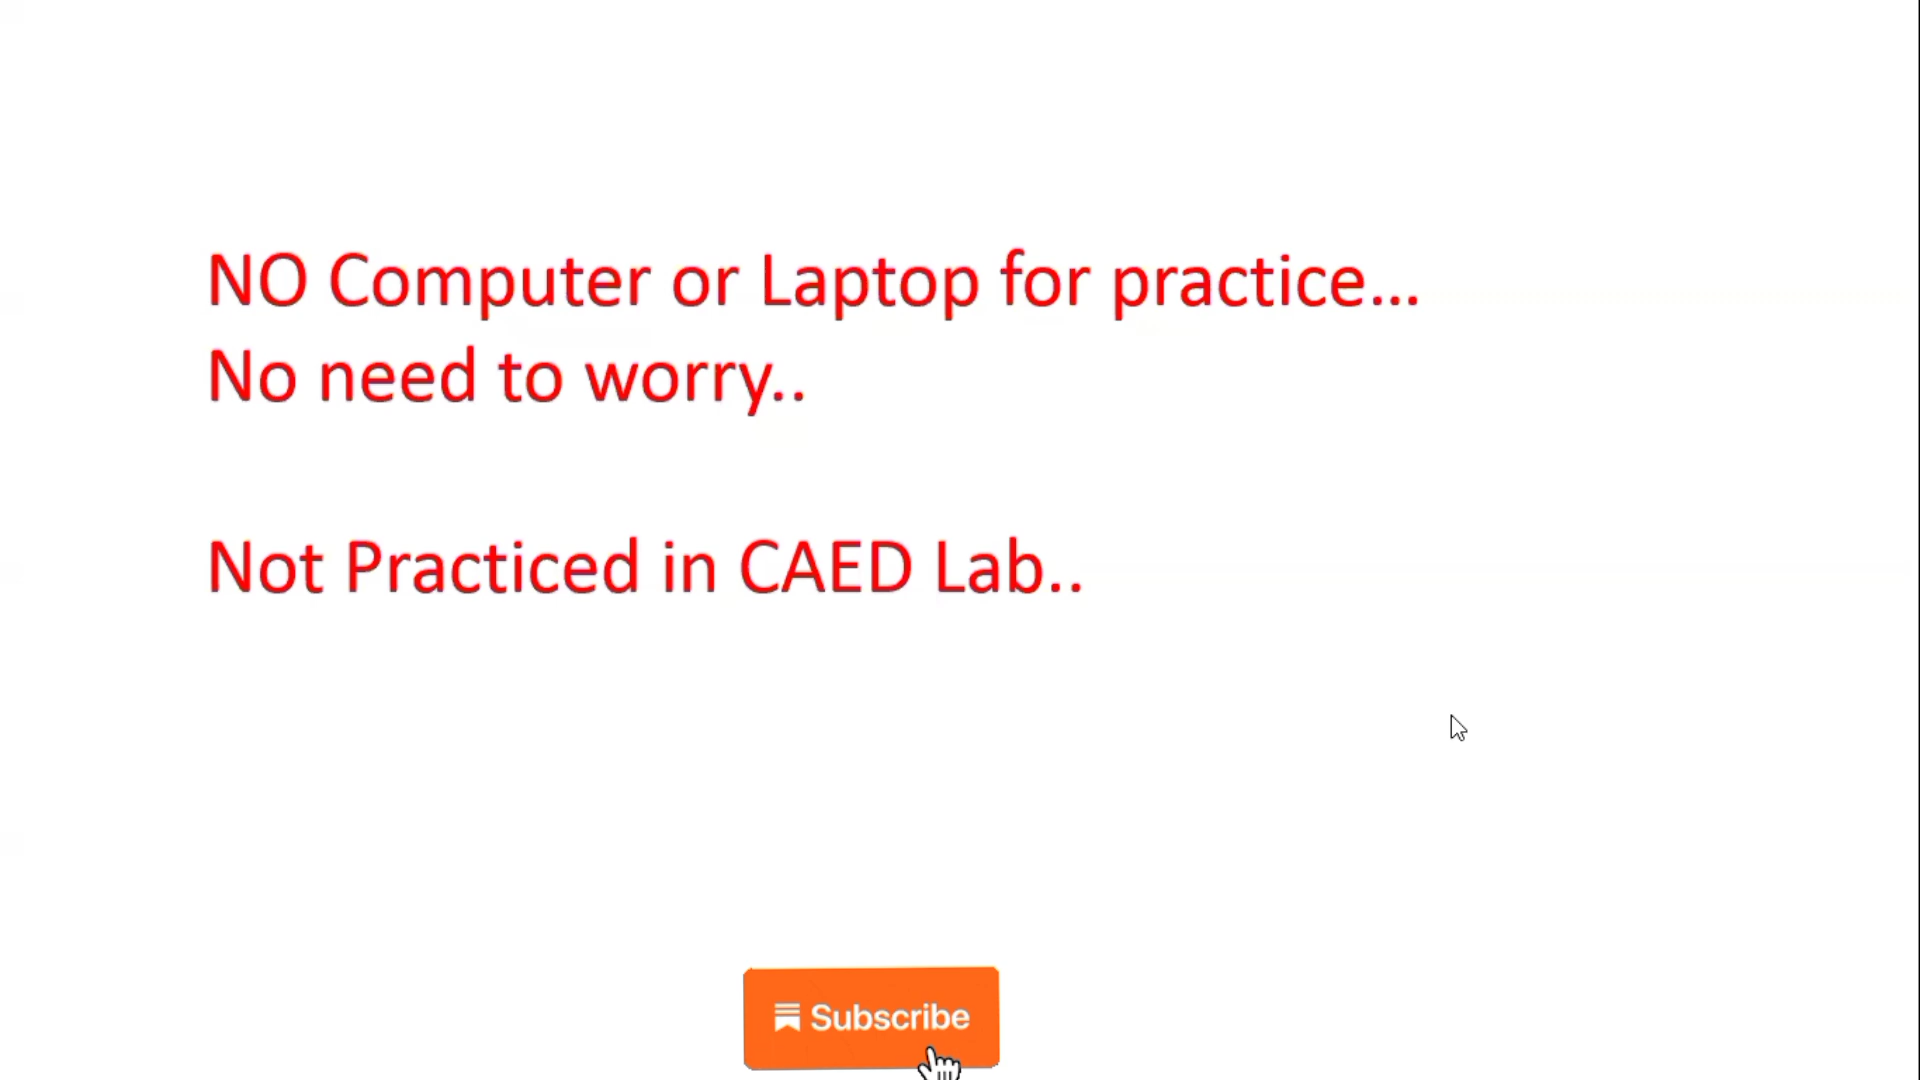 NO Computer or Laptop for practice...
No need to worry..
Not Practiced in CAED Lab..
Subscribe